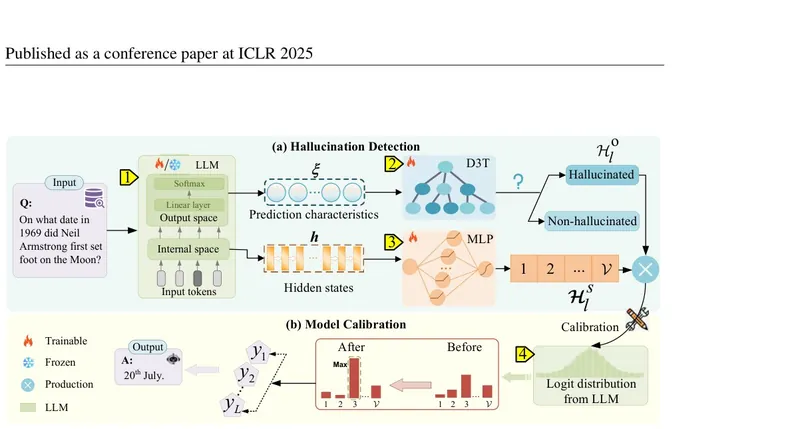 Published as a conference paper at ICLR 2025
(a) Hallucination Detection
Input
Q:
On what date in
1969 did Neil
Armstrong first set
foot on the Moon?
1
/
LLM
Softmax
Linear layer
Output space
Internal space
Input tokens
ξ
...
Prediction characteristics
h
...
Hidden states
2
D3T
3
MLP
...
?
ℋ_l^o
Hallucinated
Non-hallucinated
1 2 ... 𝒱
ℋ_l^s
×
Calibration
(b) Model Calibration
Trainable
Frozen
Production
LLM
Output
A:
20th July.
y1
y2
yL
After
Before
Max
1 2 3 ... 𝒱
1 2 3 ... 𝒱
4
Logit distribution
from LLM